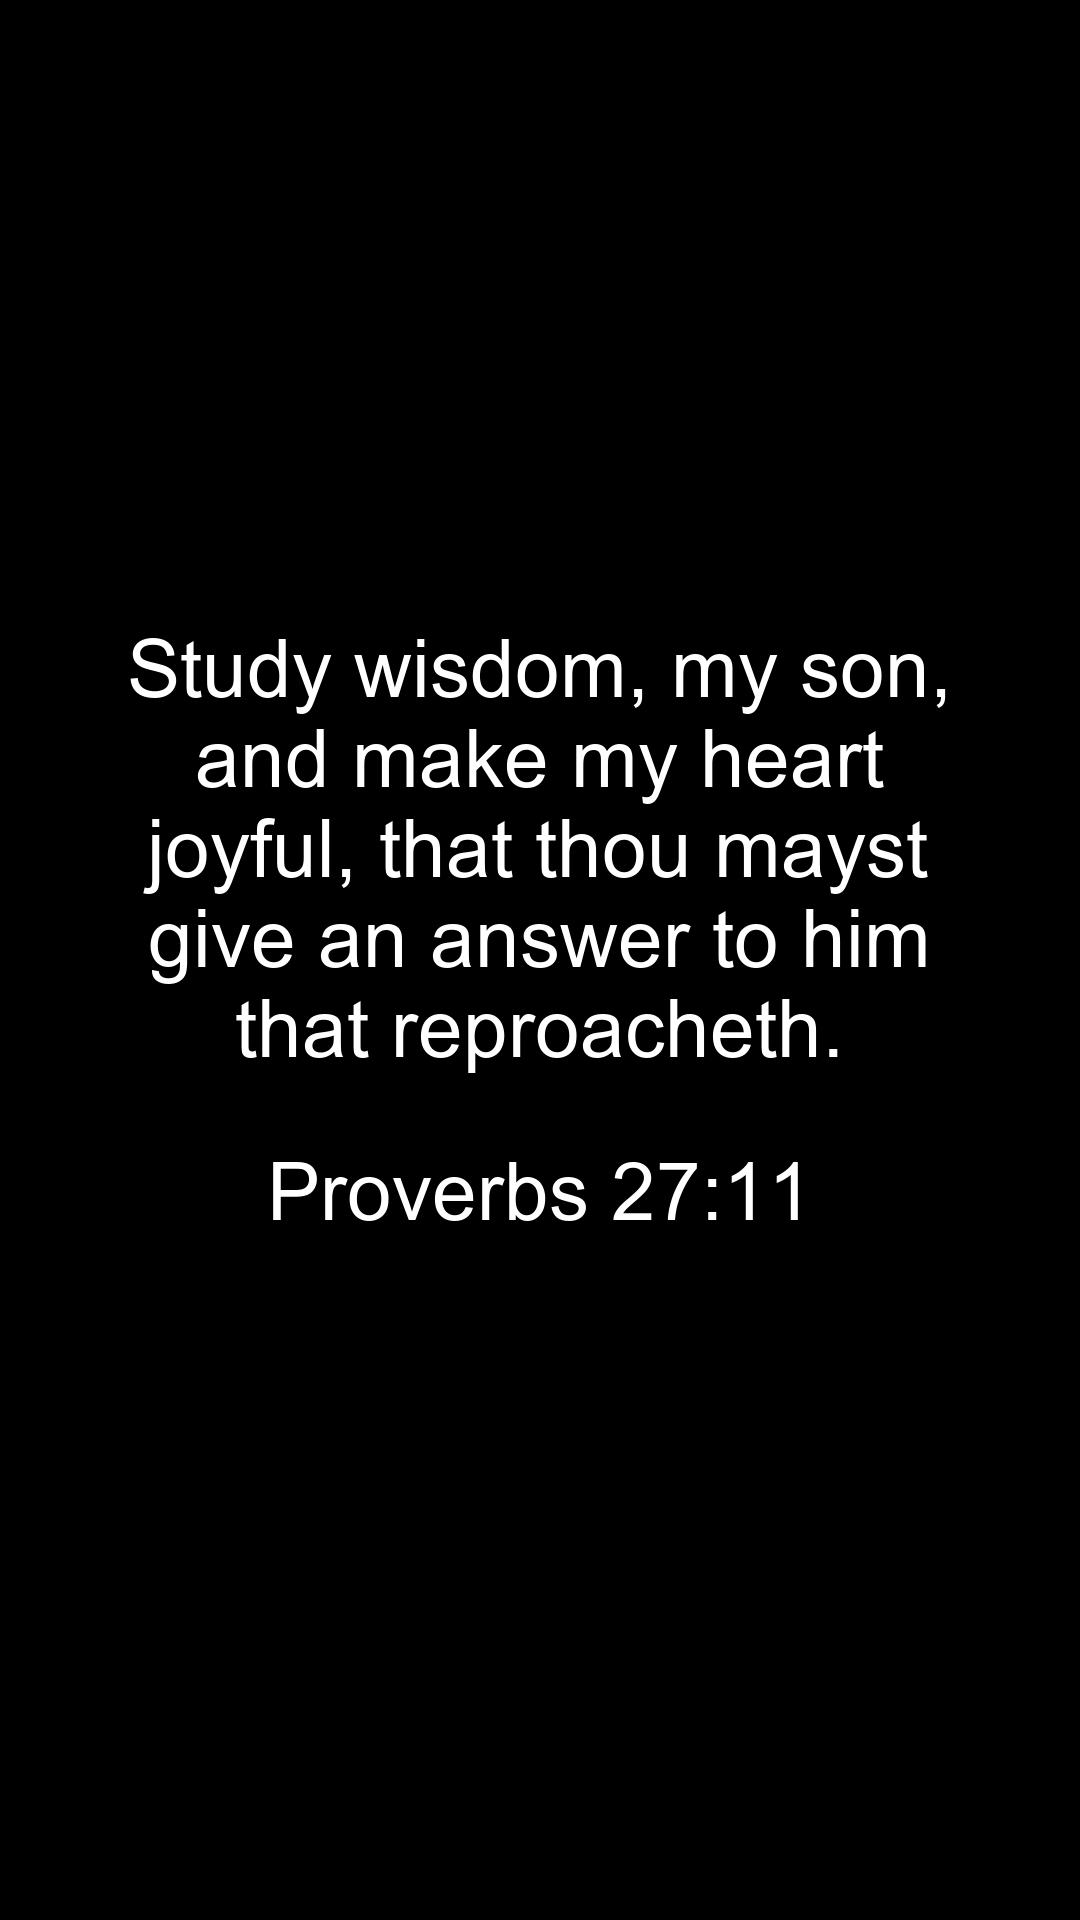 Study wisdom, my son,
and make my heart
joyful, that thou mayst
give an answer to him
that reproacheth.
Proverbs 27:11